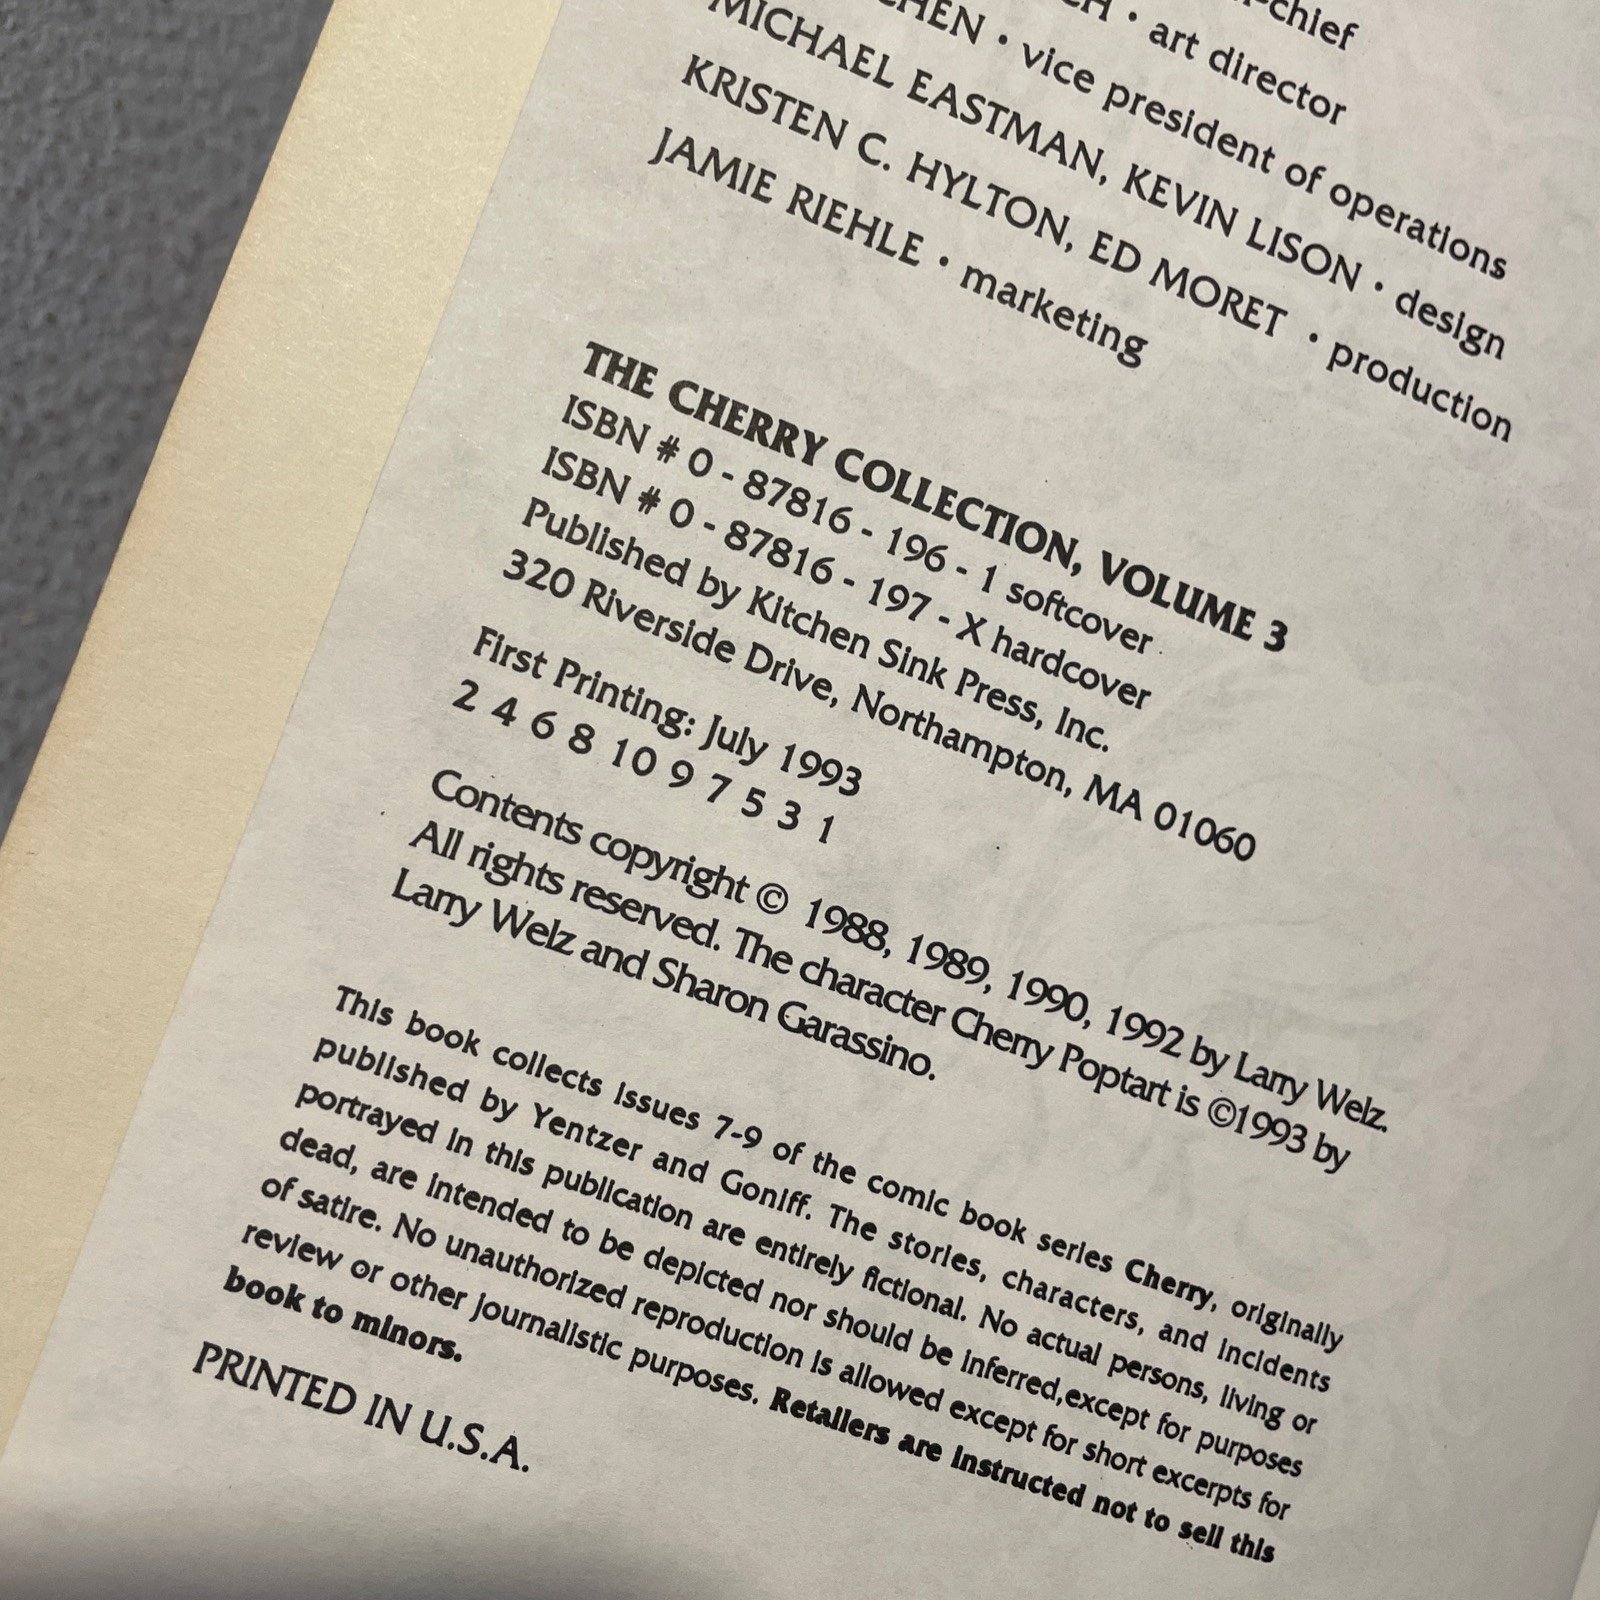 • art director
• vice president of operations
MICHAEL EASTMAN, KEVIN LISON • design
KRISTEN C. HYLTON, ED MORET • production
JAMIE RIEHLE • marketing
THE CHERRY COLLECTION, VOLUME 3
ISBN # 0 - 87816 - 196 - 1 softcover
ISBN # 0 - 87816 - 197 - X hardcover
Published by Kitchen Sink Press, Inc.
320 Riverside Drive, Northampton, MA 01060
First Printing: July 1993
2 4 6 8 10 9 7 5 3 1
Contents copyright © 1988, 1989, 1990, 1992 by Larry Welz.
All rights reserved. The character Cherry Poptart is ©1993 by
Larry Welz and Sharon Garassino.
This book collects issues 7-9 of the comic book series Cherry, originally
published by Yentzer and Goniff. The stories, characters, and incidents
portrayed in this publication are entirely fictional. No actual persons, living or
dead, are intended to be depicted nor should be inferred,except for purposes
of satire. No unauthorized reproduction is allowed except for short excerpts for
review or other journalistic purposes. Retailers are instructed not to sell this
book to minors.
PRINTED IN U.S.A.